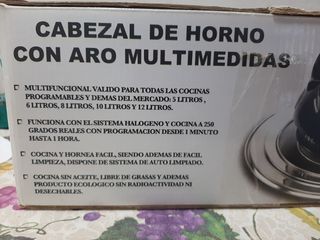 CABEZAL DE HORNO
CON ARO MULTIMEDIDAS
MULTIFUNCIONAL VALIDO PARA TODAS LAS COCINAS
PROGRAMABLES Y DEMAS DEL MERCADO: 5 LITROS ,
6 LITROS, 8 LITROS, 10 LITROS Y 12 LITROS.
FUNCIONA CON EL SISTEMA HALOGENO Y COCINA A 250
GRADOS REALES CON PROGRAMACION DESDE 1 MINUTO
HASTA 1 HORA.
COCINA Y HORNEA FACIL, SIENDO ADEMAS DE FACIL
LIMPIEZA, DISPONE DE SISTEMA DE AUTO LIMPIADO.
COCINA SIN ACEITE, LIBRE DE GRASAS Y ADEMAS
PRODUCTO ECOLOGICO SIN RADIOACTIVIDAD NI
DESECHABLES.